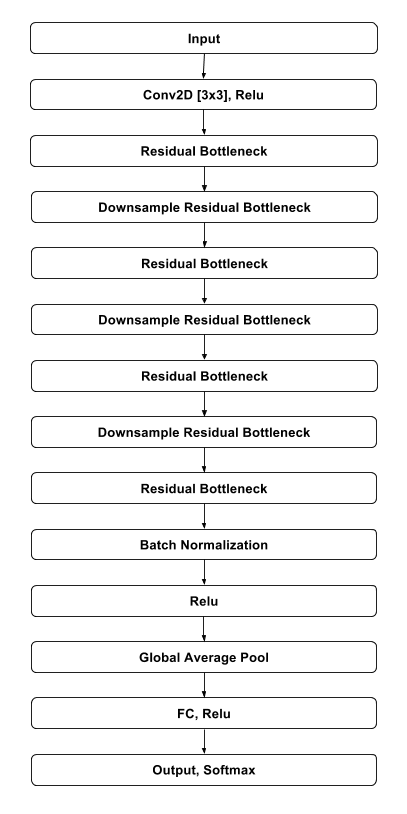 Input
Conv2D [3x3], Relu
Residual Bottleneck
Downsample Residual Bottleneck
Residual Bottleneck
Downsample Residual Bottleneck
Residual Bottleneck
Downsample Residual Bottleneck
Residual Bottleneck
Batch Normalization
Relu
Global Average Pool
FC, Relu
Output, Softmax